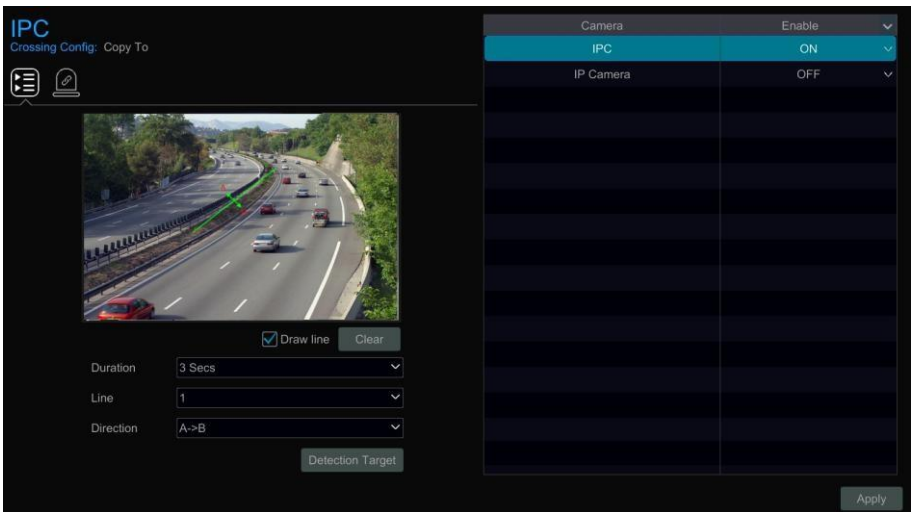 IPC
Crossing Config: Copy To
Draw line Clear
Duration 3 Secs
Line 1
Direction A->B
Detection Target
Camera Enable
IPC ON
IP Camera OFF
Apply